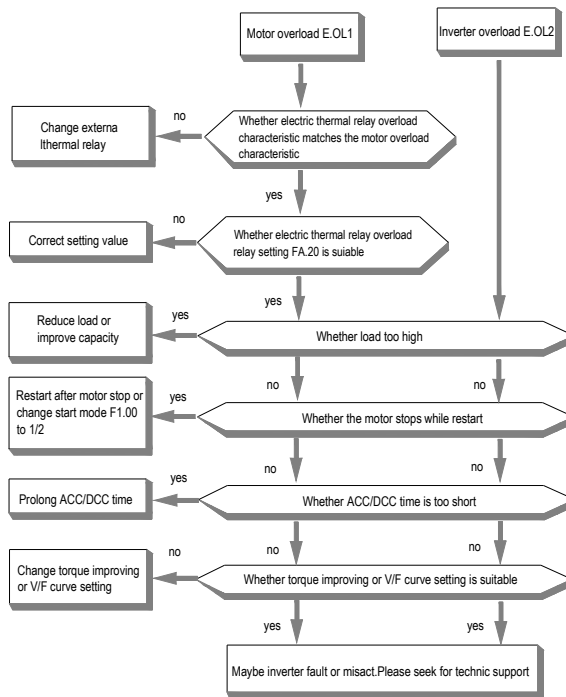 Motor overload E.OL1
Inverter overload E.OL2
no
Change externa
lthermal relay
Whether electric thermal relay overload
characteristic matches the motor overload
characteristic
yes
no
Correct setting value
Whether electric thermal relay overload
relay setting FA.20 is suiable
yes
yes
Reduce load or
improve capacity
Whether load too high
no
no
yes
Restart after motor stop or
change start mode F1.00
to 1/2
Whether the motor stops while restart
no
no
yes
Prolong ACC/DCC time
Whether ACC/DCC time is too short
no
no
no
Change torque improving
or V/F curve setting
Whether torque improving or V/F curve setting is suitable
yes
yes
Maybe inverter fault or misact.Please seek for technic support